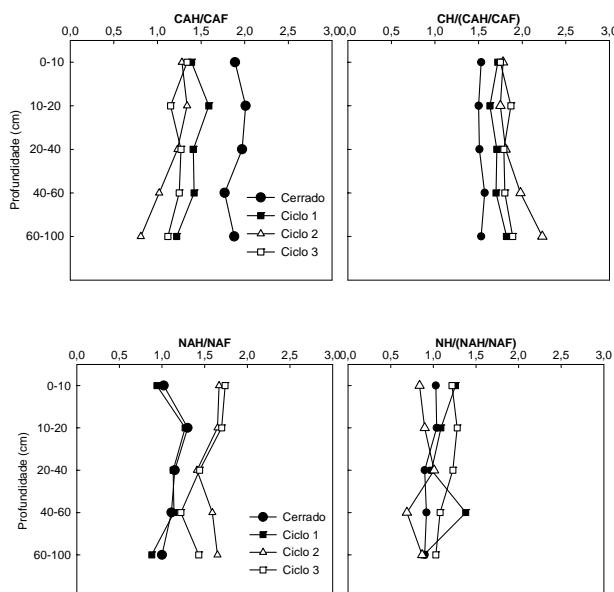 CAH/CAF
CH/(CAH/CAF)
0,0 0,5 1,0 1,5 2,0 2,5 3,0
0,0 0,5 1,0 1,5 2,0 2,5 3,0
Profundidade (cm)
0-10
10-20
20-40
40-60
60-100
Cerrado
Ciclo 1
Ciclo 2
Ciclo 3
NAH/NAF
NH/(NAH/NAF)
0,0 0,5 1,0 1,5 2,0 2,5 3,0
0,0 0,5 1,0 1,5 2,0 2,5 3,0
Profundidade (cm)
0-10
10-20
20-40
40-60
60-100
Cerrado
Ciclo 1
Ciclo 2
Ciclo 3